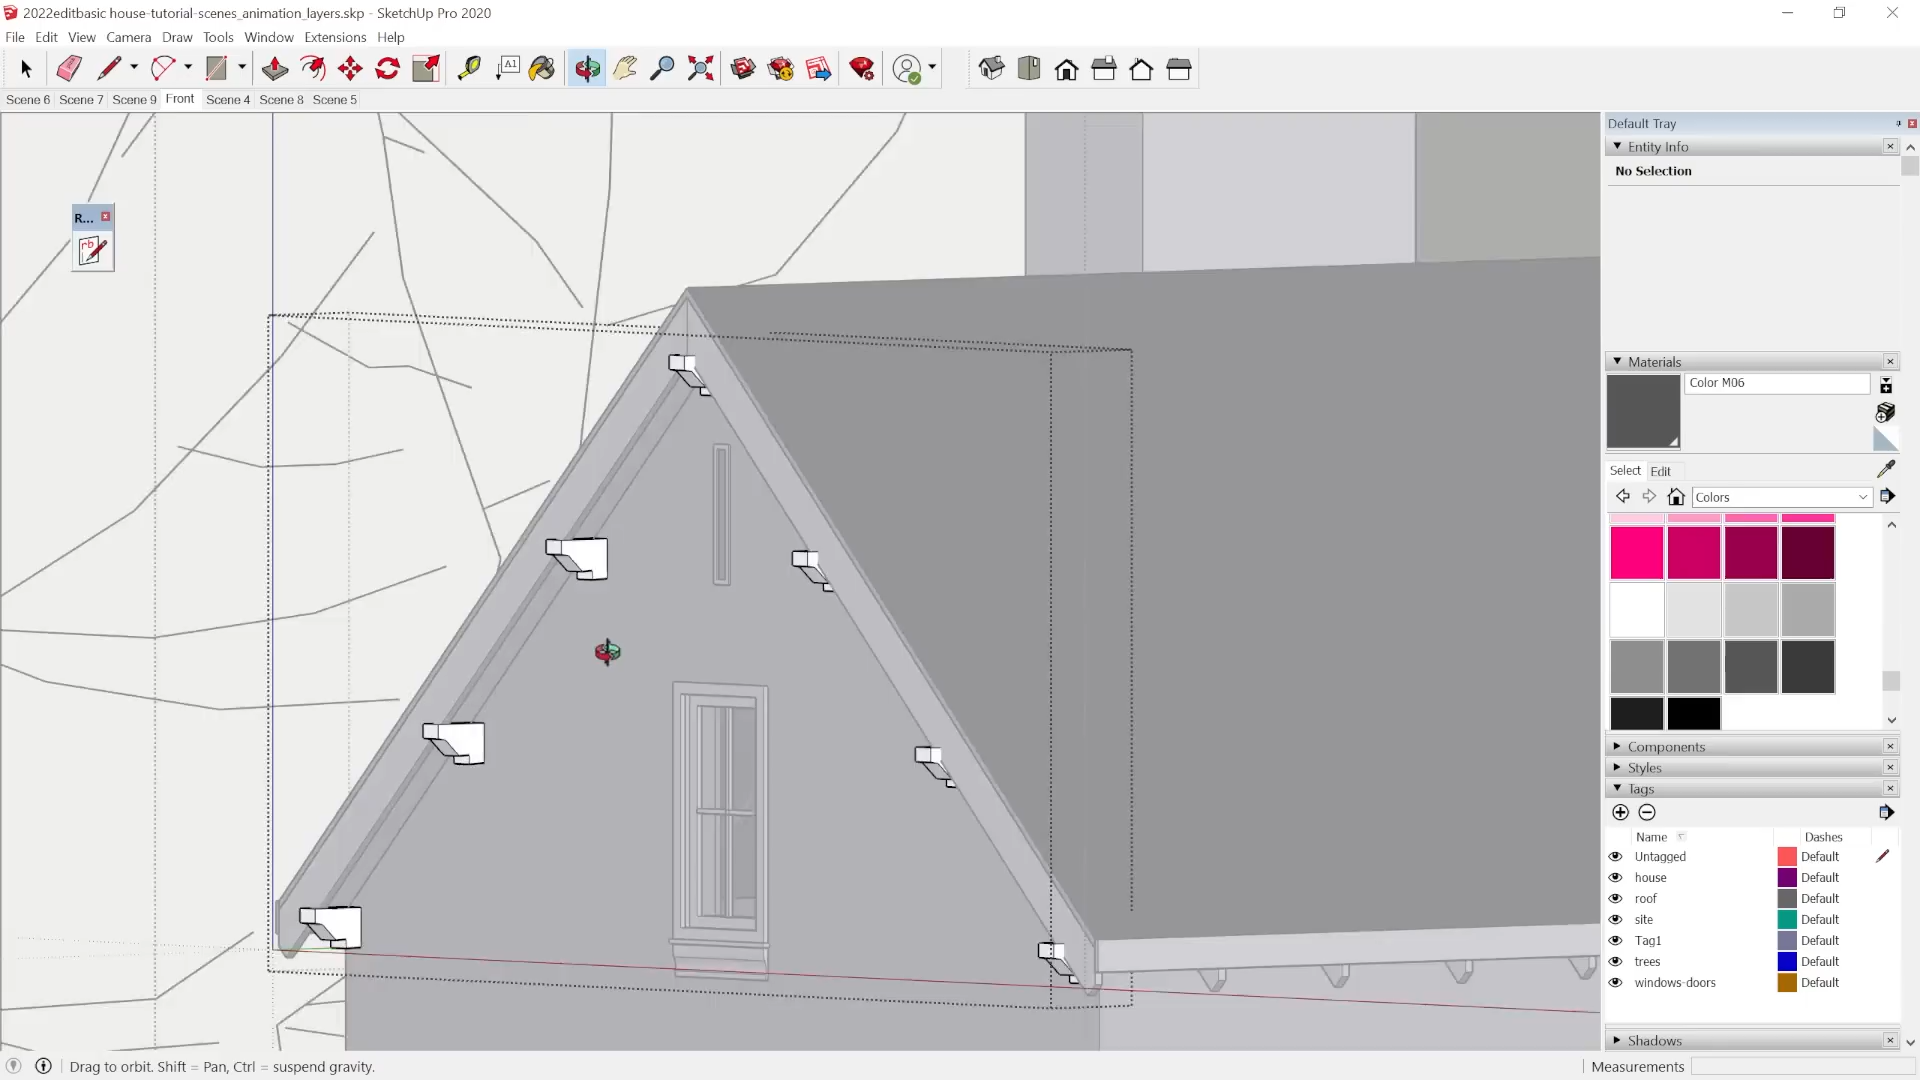 2022editbasic house-tutorial-scenes_animation_layers.skp - SketchUp Pro 2020
File Edit View Camera Draw Tools Window Extensions Help
A1
Scene 6 Scene 7 Scene 9 Front Scene 4 Scene 8 Scene 5
Default Tray
Entity Info
No Selection
R...
rb
Materials
Color M06
Select Edit
Colors
Components
Styles
Tags
Name Dashes
Untagged Default
house Default
roof Default
site Default
Tag1 Default
trees Default
windows-doors Default
Shadows
Drag to orbit. Shift = Pan, Ctrl = suspend gravity.
Measurements